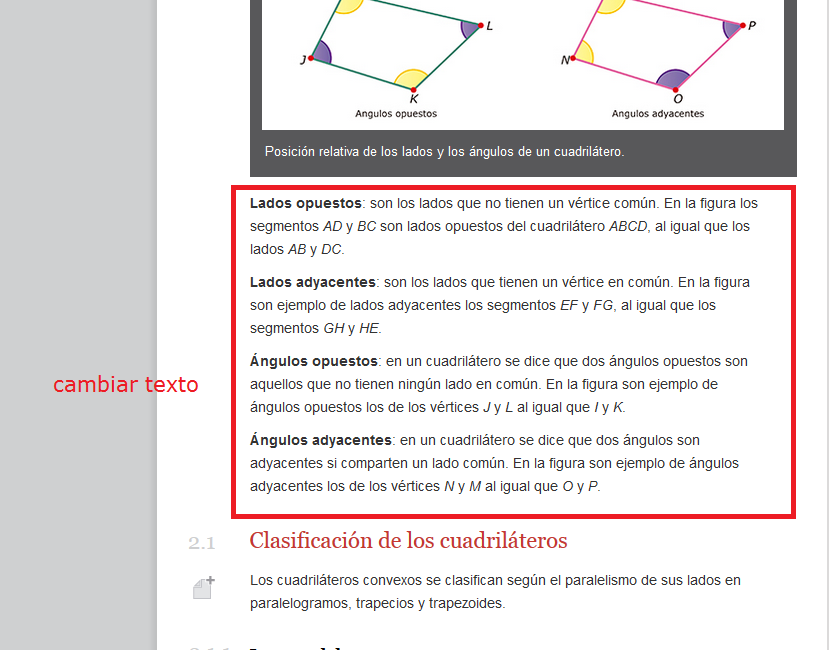 L
P
J
N
K
O
Angulos opuestos
Angulos adyacentes
Posición relativa de los lados y los ángulos de un cuadrilátero.
Lados opuestos: son los lados que no tienen un vértice común. En la figura los
segmentos AD y BC son lados opuestos del cuadrilátero ABCD, al igual que los
lados AB y DC.
Lados adyacentes: son los lados que tienen un vértice en común. En la figura
son ejemplo de lados adyacentes los segmentos EF y FG, al igual que los
segmentos GH y HE.
Ángulos opuestos: en un cuadrilátero se dice que dos ángulos opuestos son
aquellos que no tienen ningún lado en común. En la figura son ejemplo de
ángulos opuestos los de los vértices J y L al igual que I y K.
Ángulos adyacentes: en un cuadrilátero se dice que dos ángulos son
adyacentes si comparten un lado común. En la figura son ejemplo de ángulos
adyacentes los de los vértices N y M al igual que O y P.
cambiar texto
2.1 Clasificación de los cuadriláteros
Los cuadriláteros convexos se clasifican según el paralelismo de sus lados en
paralelogramos, trapecios y trapezoides.